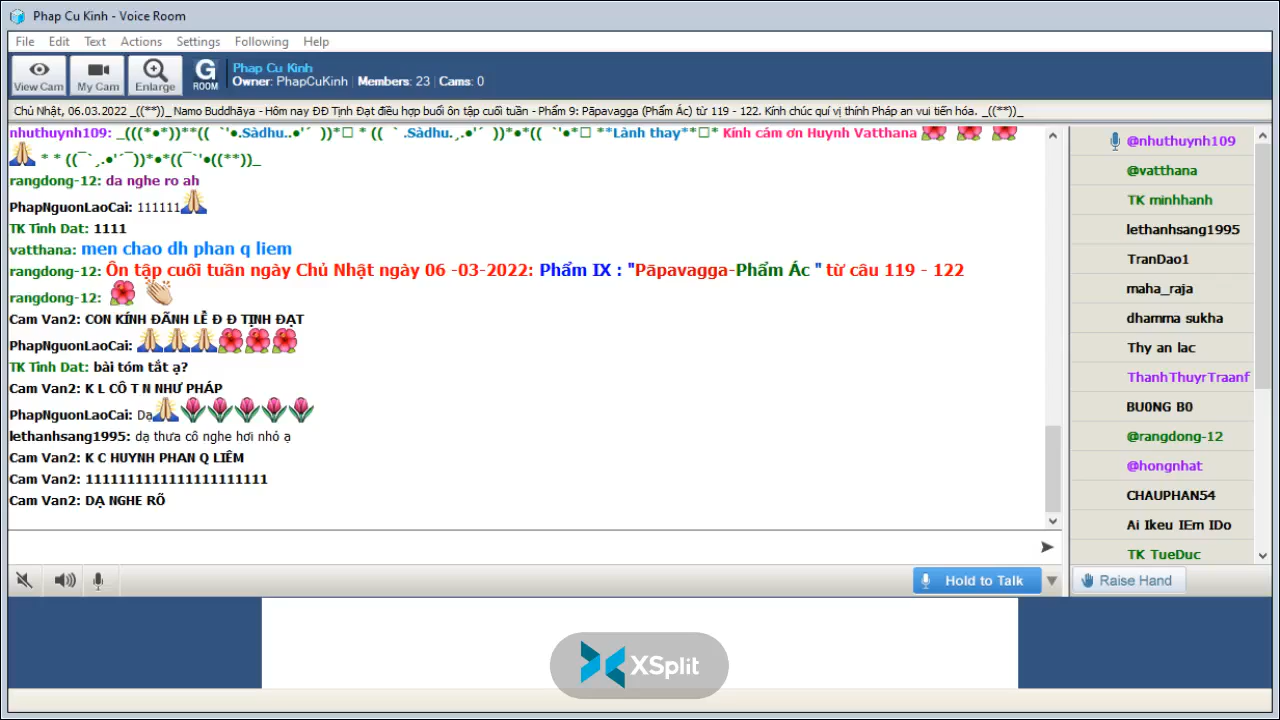 Phap Cu Kinh - Voice Room
File Edit Text Actions Settings Following Help
View Cam My Cam Enlarge G ROOM
Phap Cu Kinh
Owner: PhapCuKinh | Members: 23 | Cams: 0
Chủ Nhật, 06.03.2022 _((**))_ Namo Buddhāya - Hôm nay ĐĐ Tịnh Đạt điều hợp buổi ôn tập cuối tuần - Phẩm 9: Pāpavagga (Phẩm Ác) từ 119 - 122. Kính chúc quí vị thính Pháp an vui tiến hóa. _((**))_
nhuthuynh109: _(((*•*))**(( `'•.Sàdhu..•'´ ))*□ * (( ` .Sàdhu.¸.•'´ ))*•*(( `'•*□ **Lành thay**□* Kính cám ơn Huynh Vatthana
* * ((¯`¸.•'´¯))*•*((¯`'•((**))_
rangdong-12: da nghe ro ah
PhapNguonLaoCai: 111111
TK Tinh Dat: 1111
vatthana: men chao dh phan q liem
rangdong-12: Ôn tập cuối tuần ngày Chủ Nhật ngày 06 -03-2022: Phẩm IX : "Pāpavagga-Phẩm Ác " từ câu 119 - 122
rangdong-12:
Cam Van2: CON KÍNH ĐÃNH LỄ Đ Đ TỊNH ĐẠT
PhapNguonLaoCai:
TK Tinh Dat: bài tóm tắt ạ?
Cam Van2: K L CÔ T N NHƯ PHÁP
PhapNguonLaoCai: Dạ
lethanhsang1995: dạ thưa cô nghe hơi nhỏ ạ
Cam Van2: K C HUYNH PHAN Q LIÊM
Cam Van2: 1111111111111111111111
Cam Van2: DẠ NGHE RÕ
@nhuthuynh109
@vatthana
TK minhhanh
lethanhsang1995
TranDao1
maha_raja
dhamma sukha
Thy an lac
ThanhThuyrTraanf
BU0NG B0
@rangdong-12
@hongnhat
CHAUPHAN54
Ai Ikeu IEm IDo
TK TueDuc
Hold to Talk
Raise Hand
XSplit